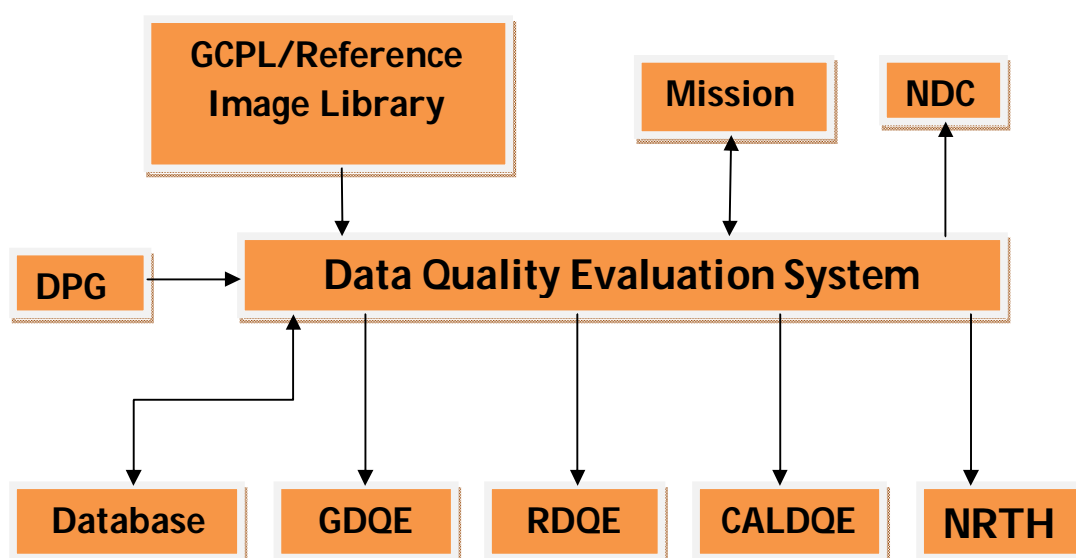 GCPL/Reference
Image Library
Mission
NDC
DPG
Data Quality Evaluation System
Database
GDQE
RDQE
CALDQE
NRTH